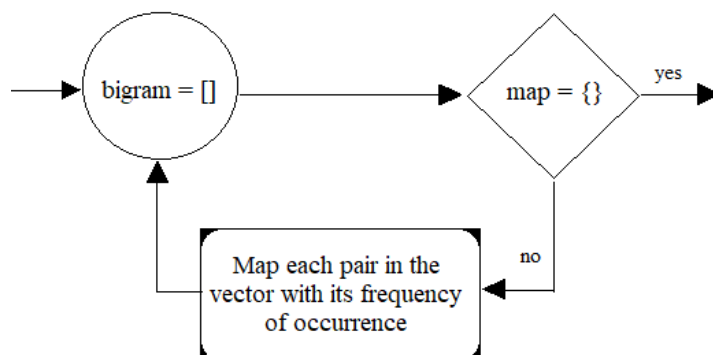 bigram = []
map = {}
yes
no
Map each pair in the
vector with its frequency
of occurrence